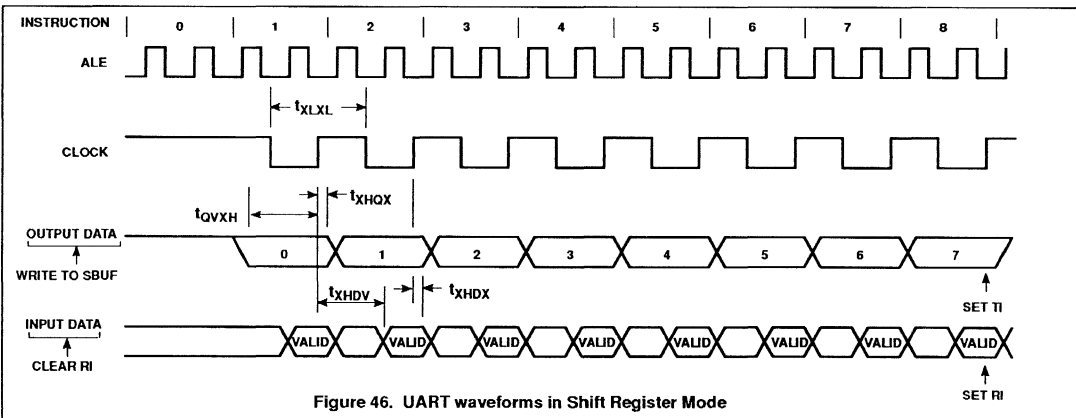 INSTRUCTION | 0 | 1 | 2 | 3 | 4 | 5 | 6 | 7 | 8 |
ALE
tXLXL
CLOCK
tXHQX
tQVXH
OUTPUT DATA
0 1 2 3 4 5 6 7
WRITE TO SBUF
tXHDV
tXHDX
SET TI
INPUT DATA
VALID VALID VALID VALID VALID VALID VALID VALID
CLEAR RI
SET RI
Figure 46. UART waveforms in Shift Register Mode